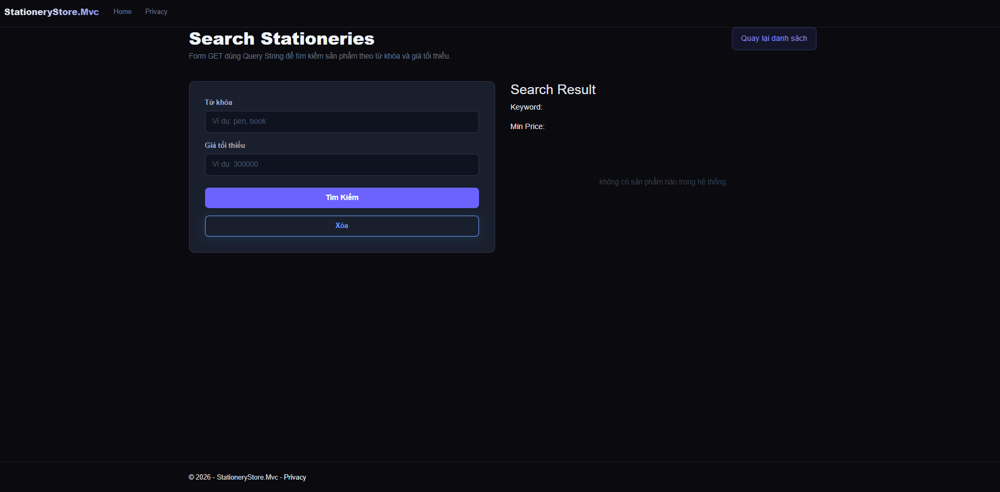 StationeryStore.Mvc Home Privacy
Search Stationeries
Quay lại danh sách
Form GET dùng Query String để tìm kiếm sản phẩm theo từ khóa và giá tối thiểu.
Từ khóa
Ví dụ: pen, book
Giá tối thiểu
Ví dụ: 300000
Tìm Kiếm
Xóa
Search Result
Keyword:
Min Price:
không có sản phẩm nào trong hệ thống.
© 2026 - StationeryStore.Mvc - Privacy